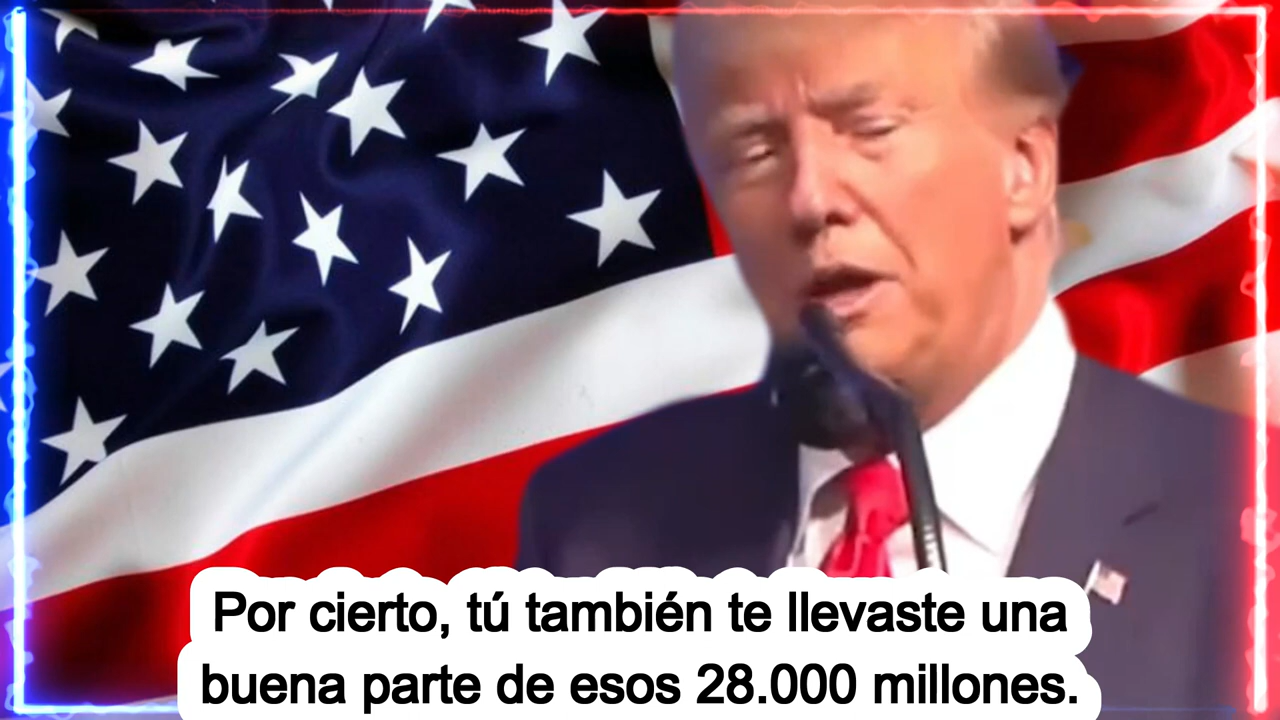 Por cierto, tú también te llevaste una
buena parte de esos 28.000 millones.